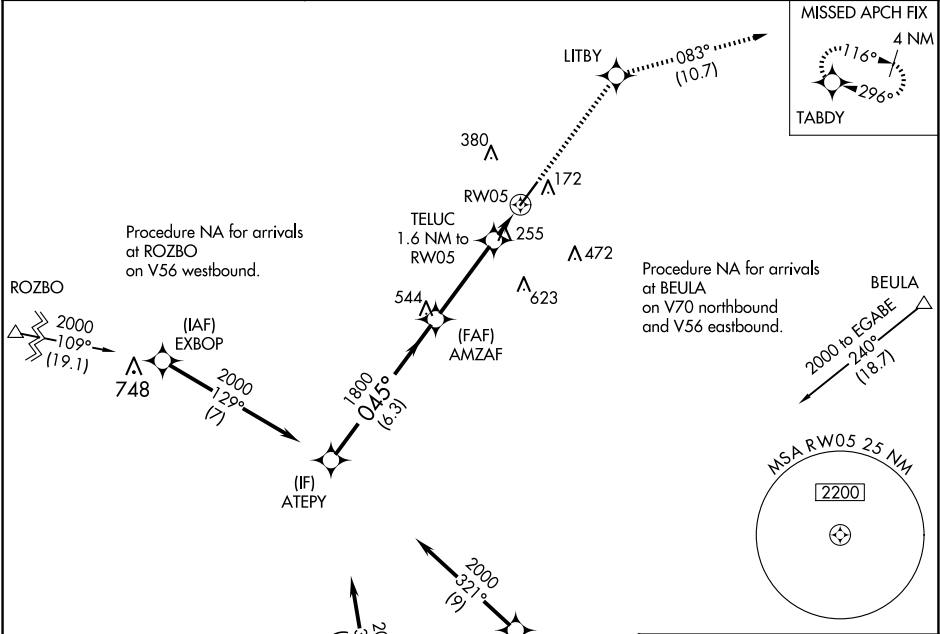 MISSED APCH FIX
4 NM
116°
296°
TABDY
LITBY
083°
(10.7)
380
172
RW05
TELUC
1.6 NM to
RW05
255
472
623
Procedure NA for arrivals
at ROZBO
on V56 westbound.
Procedure NA for arrivals
at BEULA
on V70 northbound
and V56 eastbound.
BEULA
2000 to EGABE
240°
(18.7)
ROZBO
2000
109°
(19.1)
(IAF)
EXBOP
748
2000
129°
(7)
544
(FAF)
AMZAF
1800
045°
(6.3)
(IF)
ATEPY
MSA RW05 25 NM
2200
2000
321°
(9)